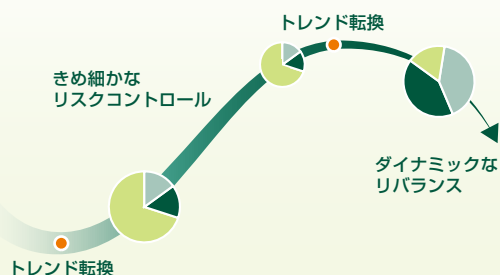 トレンド転換
きめ細かな
リスクコントロール
ダイナミックな
リバランス
トレンド転換